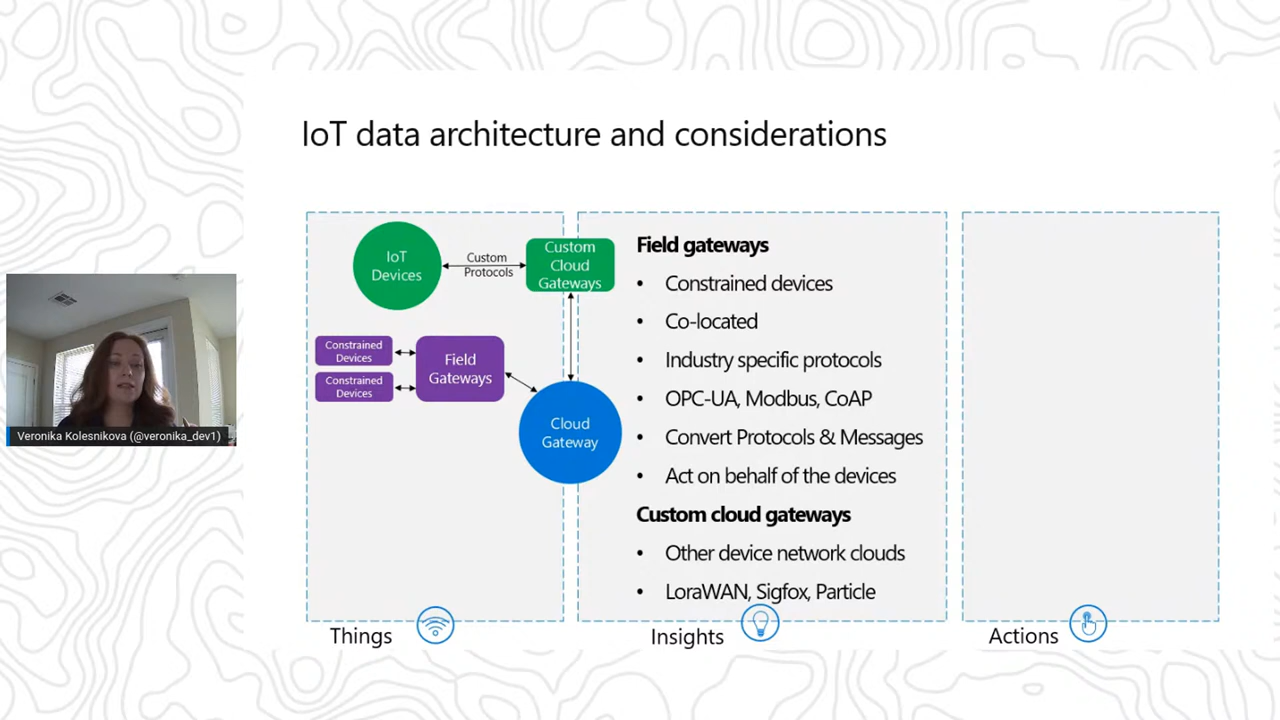 IoT data architecture and considerations
IoT
Devices
Custom
Protocols
Custom
Cloud
Gateways
Constrained
Devices
Constrained
Devices
Field
Gateways
Cloud
Gateway
Field gateways
• Constrained devices
• Co-located
• Industry specific protocols
• OPC-UA, Modbus, CoAP
• Convert Protocols & Messages
• Act on behalf of the devices
Custom cloud gateways
• Other device network clouds
• LoraWAN, Sigfox, Particle
Things
Insights
Actions
Veronika Kolesnikova (@veronika_dev1)